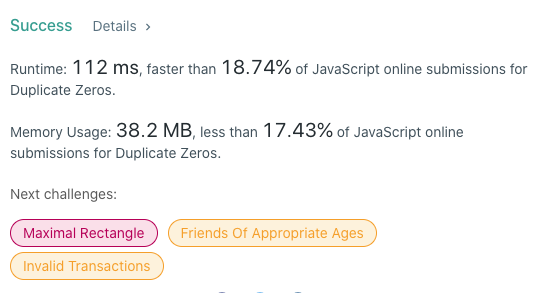 Success Details ›
Runtime: 112 ms, faster than 18.74% of JavaScript online submissions for
Duplicate Zeros.
Memory Usage: 38.2 MB, less than 17.43% of JavaScript online
submissions for Duplicate Zeros.
Next challenges:
Maximal Rectangle Friends Of Appropriate Ages
Invalid Transactions